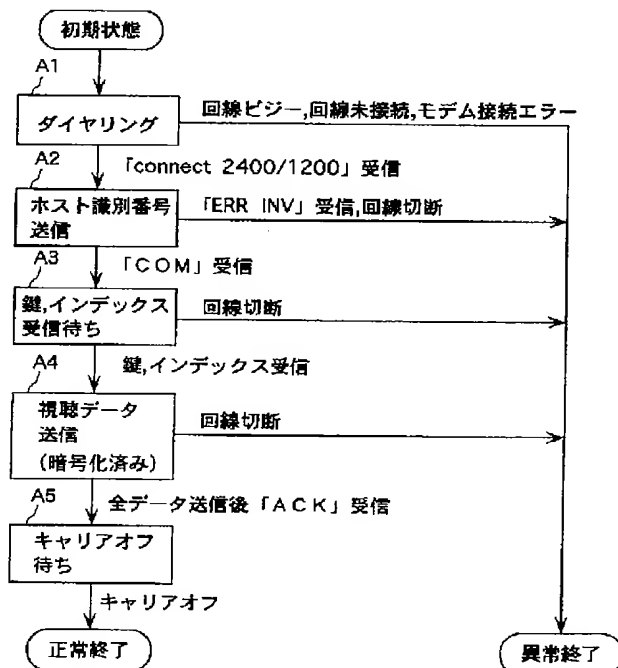 初期状態
A1
ダイヤリング
回線ビジー,回線未接続,モデム接続エラー
A2
「connect 2400/1200」受信
ホスト識別番号
送信
「ERR INV」受信,回線切断
A3
「COM」受信
鍵,インデックス
受信待ち
回線切断
A4
鍵,インデックス受信
視聴データ
送信
(暗号化済み)
回線切断
A5
全データ送信後「ACK」受信
キャリアオフ
待ち
キャリアオフ
正常終了
異常終了